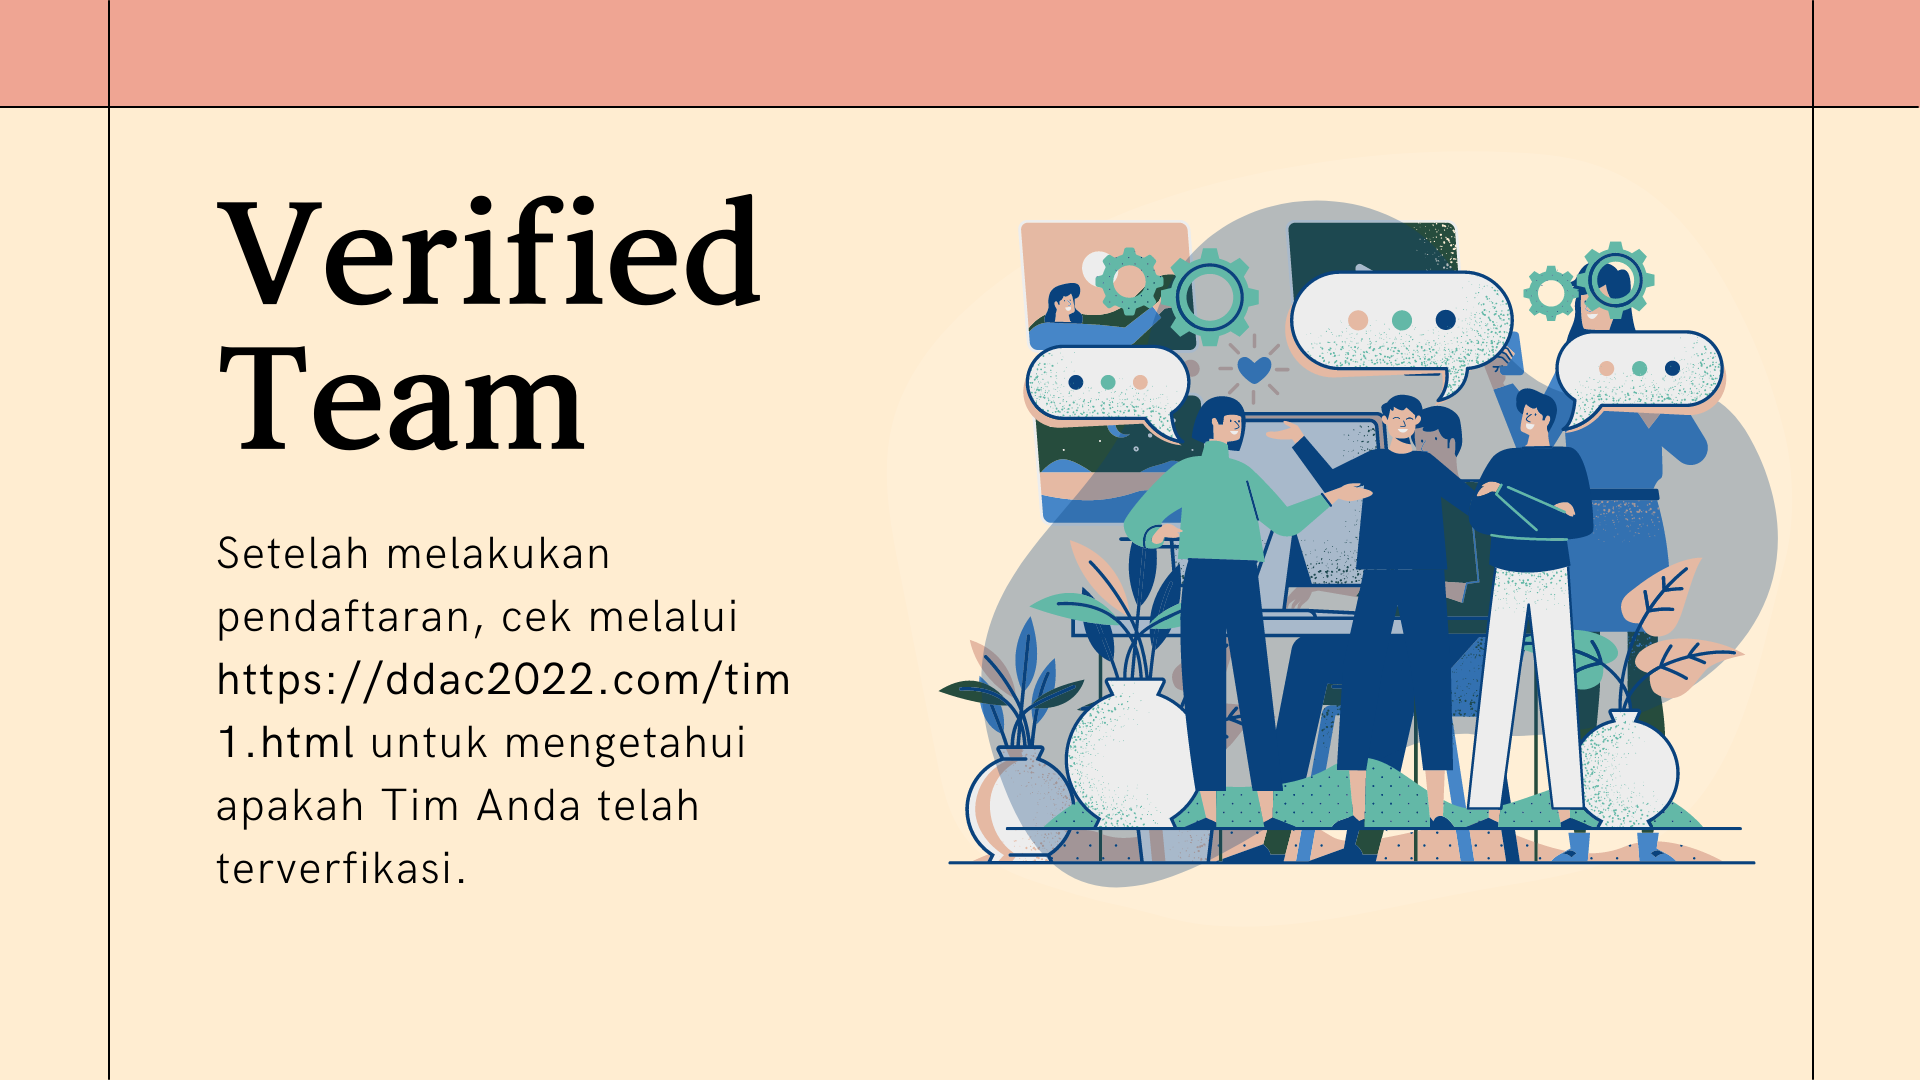 Verified
Team
Setelah melakukan
pendaftaran, cek melalui
https://ddac2022.com/tim
1.html untuk mengetahui
apakah Tim Anda telah
terverfikasi.